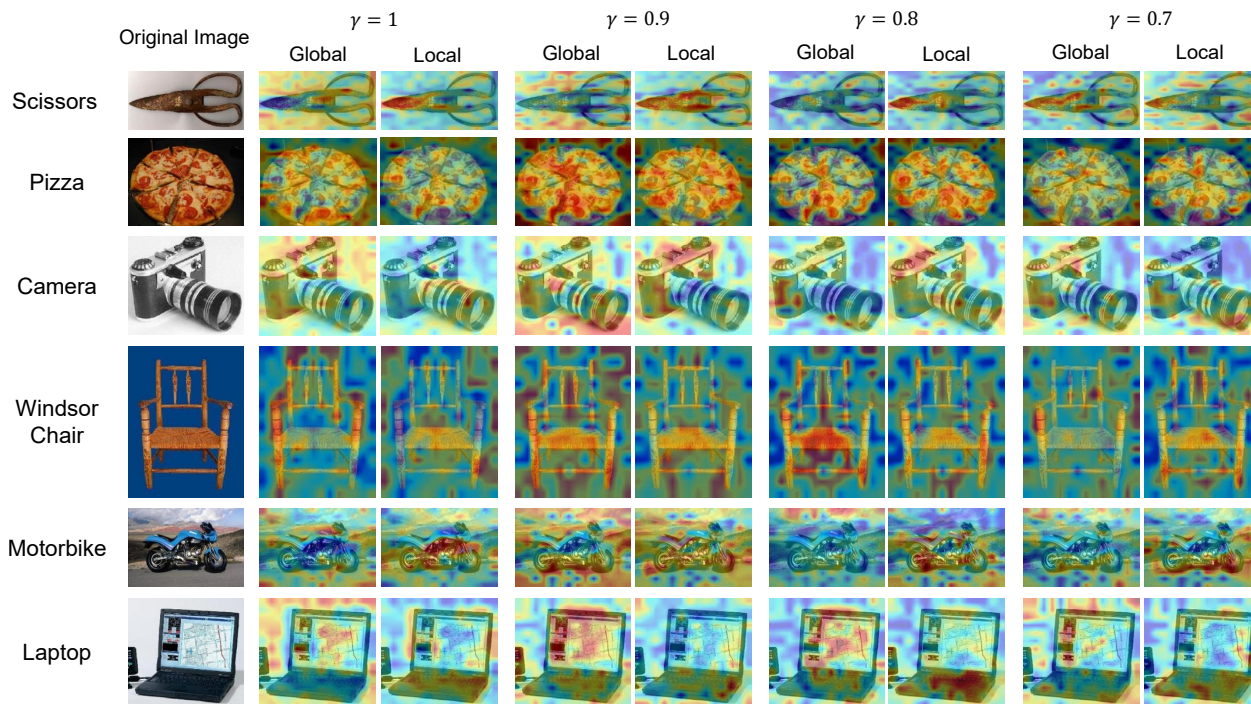 Original Image
γ = 1
γ = 0.9
γ = 0.8
γ = 0.7
Global Local Global Local Global Local Global Local
Scissors
Pizza
Camera
Windsor
Chair
Motorbike
Laptop